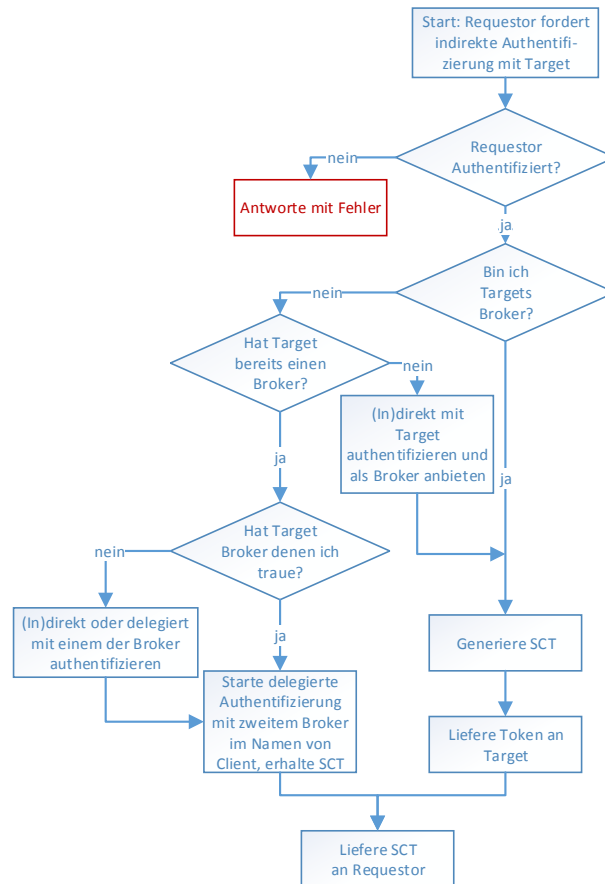 Start: Requestor fordert
indirekte Authentifi-
zierung mit Target
Requestor
Authentifiziert?
nein
Antworte mit Fehler
ja
Bin ich
Targets
Broker?
nein
Hat Target
bereits einen
Broker?
nein
(In)direkt mit
Target
authentifizieren und
als Broker anbieten
ja
ja
Hat Target
Broker denen ich
traue?
nein
(In)direkt oder delegiert
mit einem der Broker
authentifizieren
ja
Generiere SCT
Starte delegierte
Authentifizierung
mit zweitem Broker
im Namen von
Client, erhalte SCT
Liefere Token an
Target
Liefere SCT
an Requestor